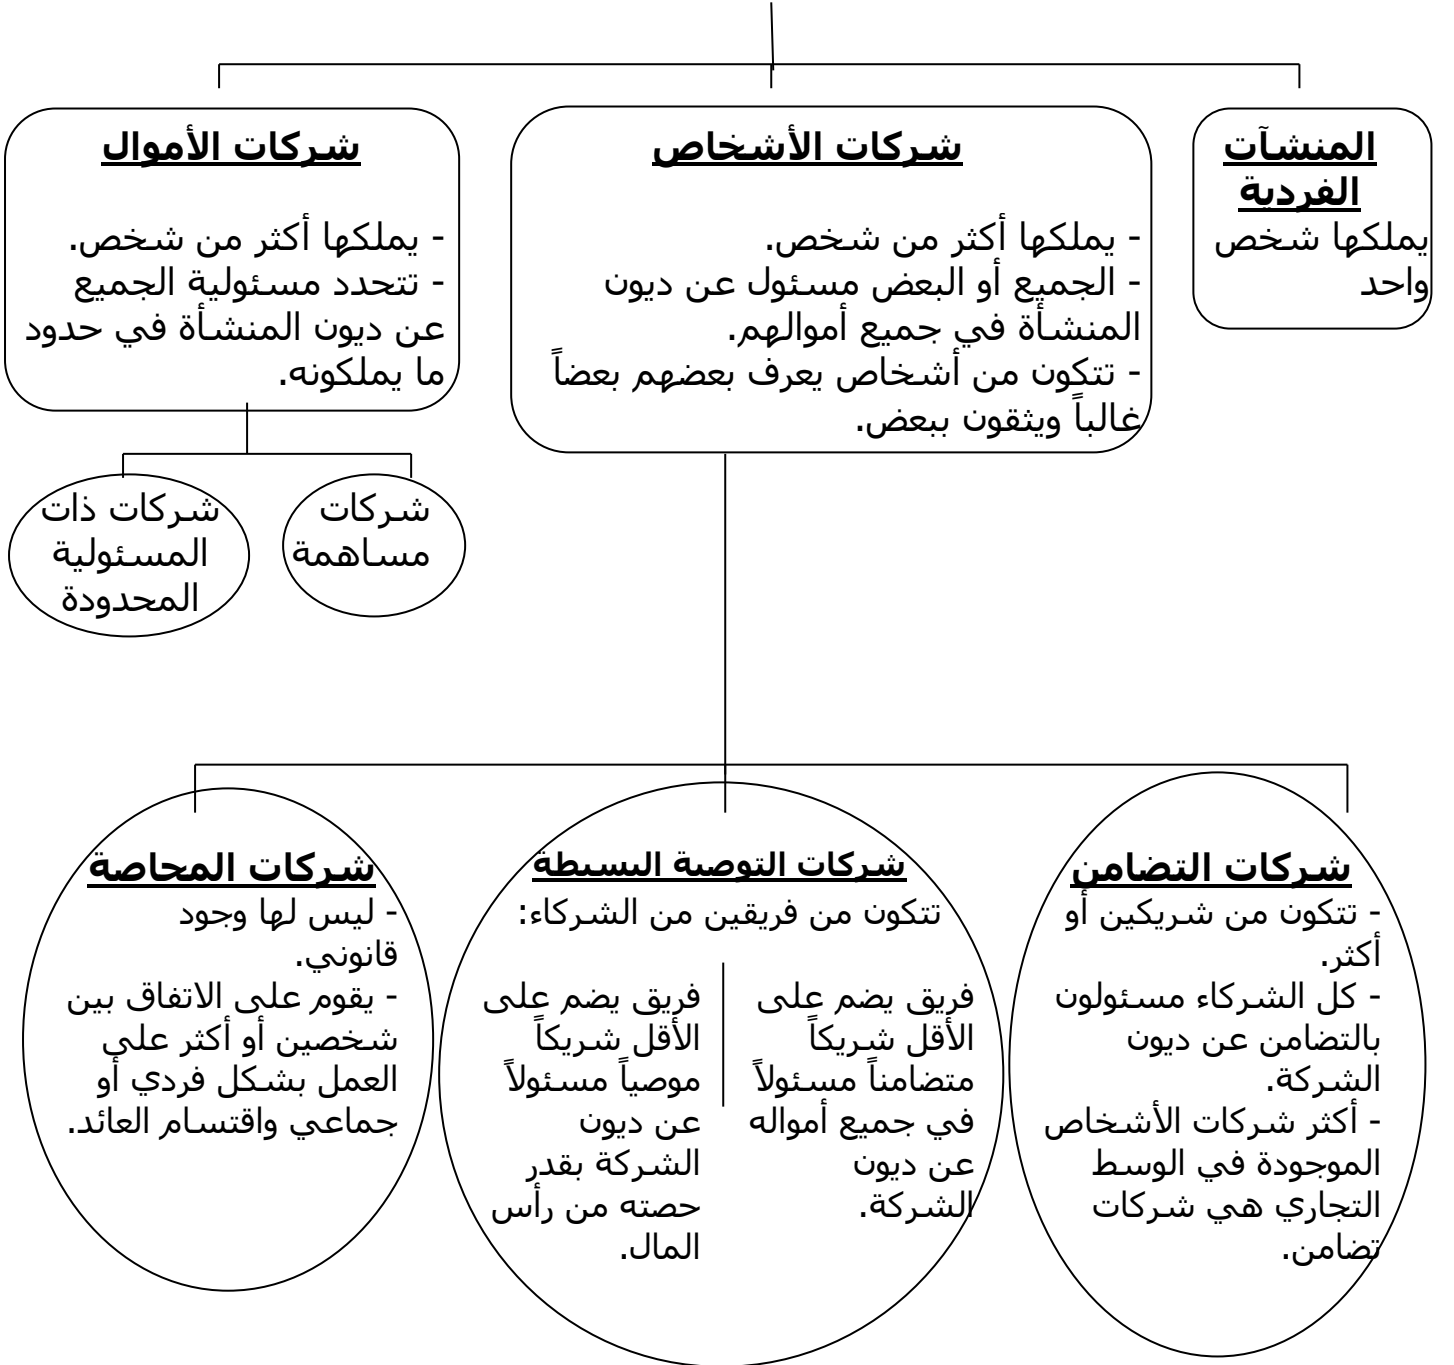 المنشآت
الفردية
يملكها شخص
واحد
شركات الأشخاص
- يملكها أكثر من شخص.
- الجميع أو البعض مسئول عن ديون
المنشأة في جميع أموالهم.
- تتكون من أشخاص يعرف بعضهم بعضاً
غالباً ويثقون ببعض.
شركات الأموال
- يملكها أكثر من شخص.
- تتحدد مسئولية الجميع
عن ديون المنشأة في حدود
ما يملكونه.
شركات
مساهمة
شركات ذات
المسئولية
المحدودة
شركات التضامن
- تتكون من شريكين أو
أكثر.
- كل الشركاء مسئولون
بالتضامن عن ديون
الشركة.
- أكثر شركات الأشخاص
الموجودة في الوسط
التجاري هي شركات
تضامن.
شركات التوصية البسيطة
تتكون من فريقين من الشركاء:
فريق يضم على
الأقل شريكاً
متضامناً مسئولاً
في جميع أمواله
عن ديون
الشركة.
فريق يضم على
الأقل شريكاً
موصياً مسئولاً
عن ديون
الشركة بقدر
حصته من رأس
المال.
شركات المحاصة
- ليس لها وجود
قانوني.
- يقوم على الاتفاق بين
شخصين أو أكثر على
العمل بشكل فردي أو
جماعي واقتسام العائد.